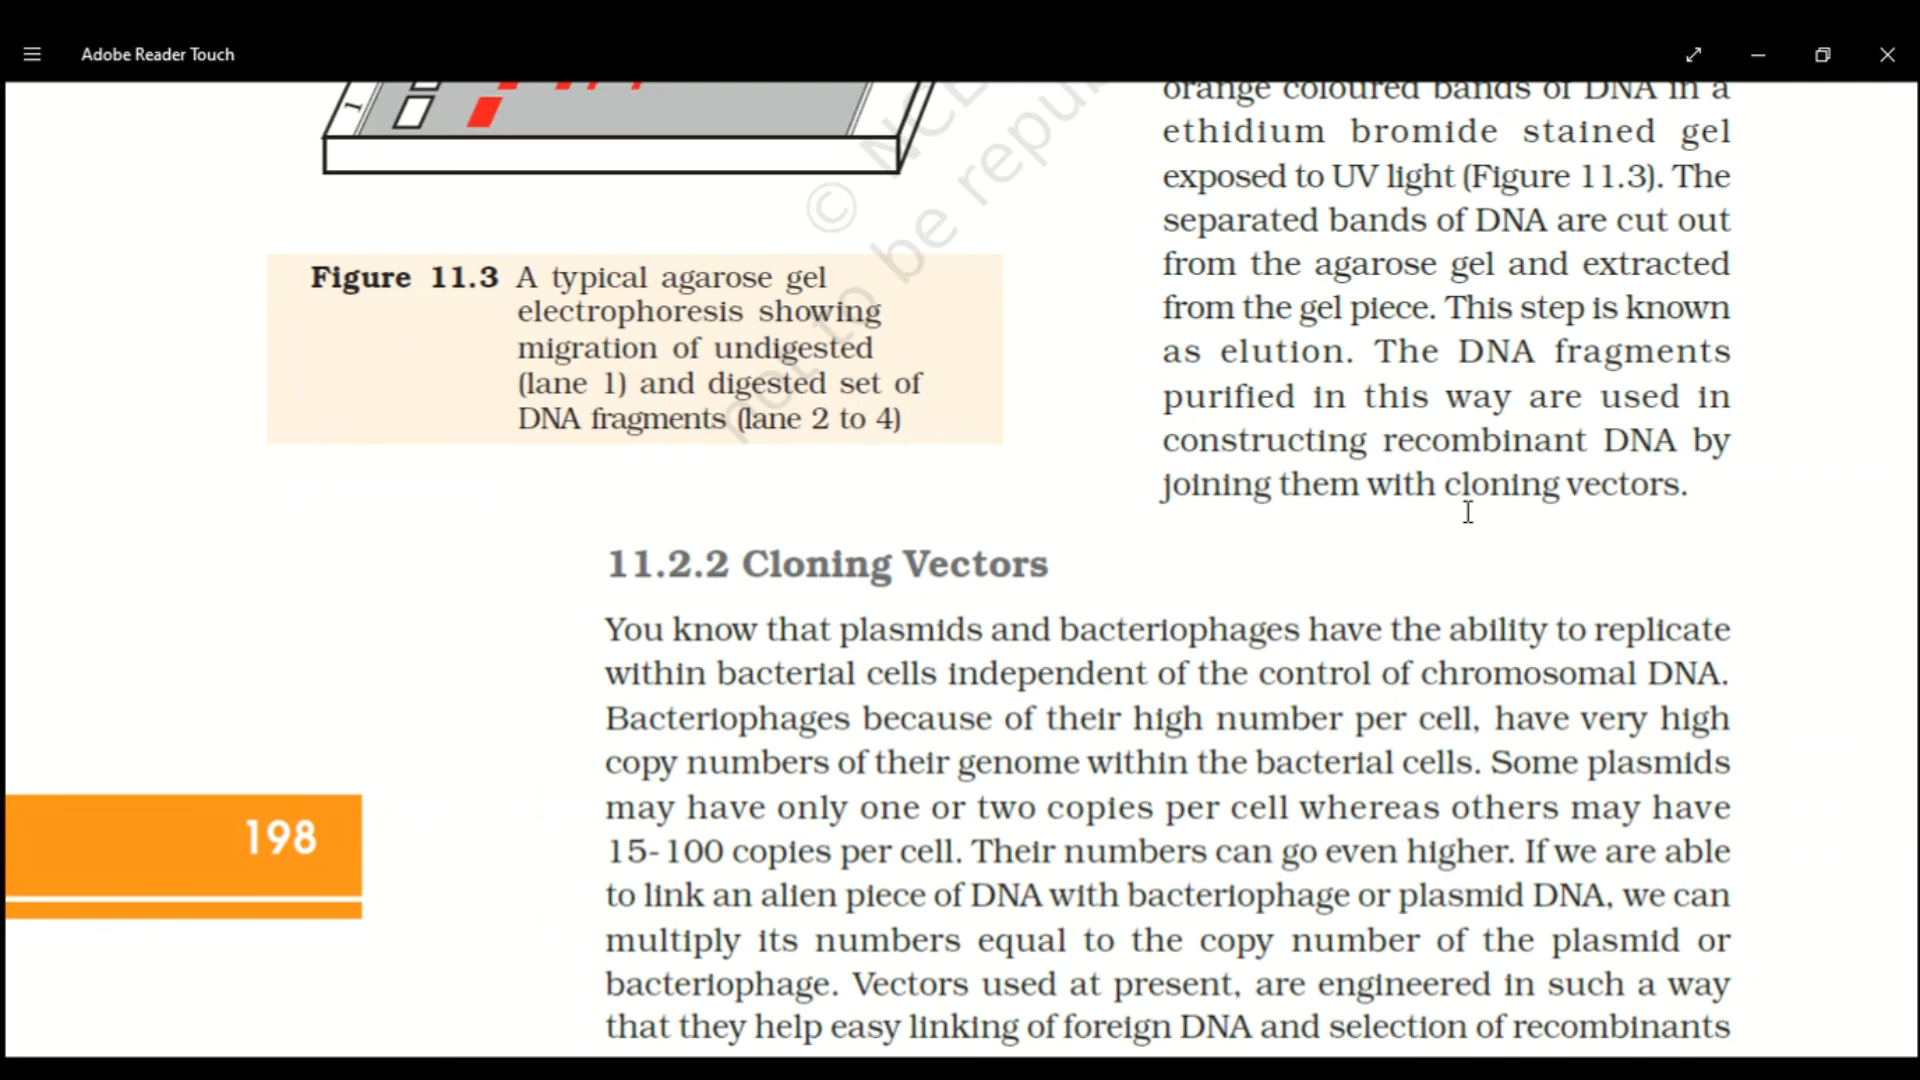 Adobe Reader Touch
1
© NCE
not to be repu
Figure 11.3 A typical agarose gel
electrophoresis showing
migration of undigested
(lane 1) and digested set of
DNA fragments (lane 2 to 4)
orange coloured bands of DNA in a
ethidium bromide stained gel
exposed to UV light (Figure 11.3). The
separated bands of DNA are cut out
from the agarose gel and extracted
from the gel piece. This step is known
as elution. The DNA fragments
purified in this way are used in
constructing recombinant DNA by
joining them with cloning vectors.
11.2.2 Cloning Vectors
You know that plasmids and bacteriophages have the ability to replicate
within bacterial cells independent of the control of chromosomal DNA.
Bacteriophages because of their high number per cell, have very high
copy numbers of their genome within the bacterial cells. Some plasmids
may have only one or two copies per cell whereas others may have
15-100 copies per cell. Their numbers can go even higher. If we are able
to link an alien piece of DNA with bacteriophage or plasmid DNA, we can
multiply its numbers equal to the copy number of the plasmid or
bacteriophage. Vectors used at present, are engineered in such a way
that they help easy linking of foreign DNA and selection of recombinants
198